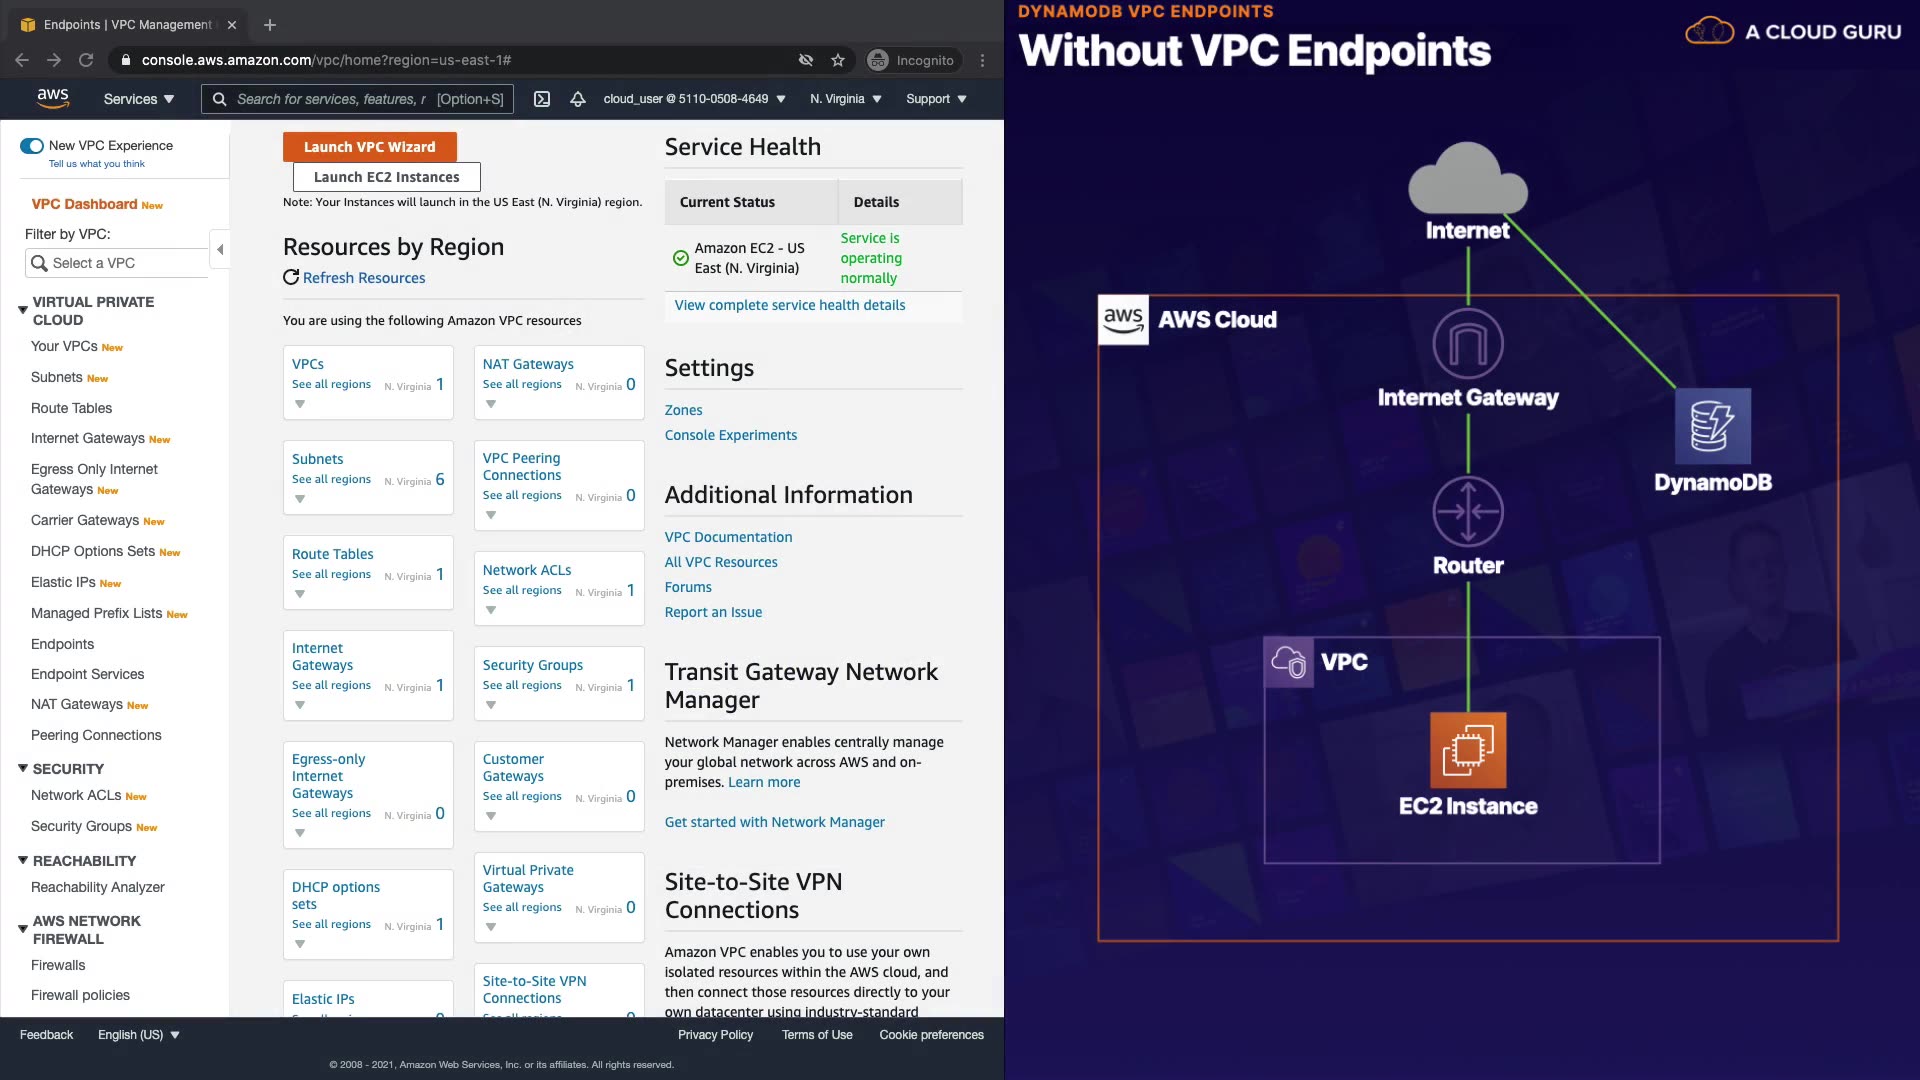 Endpoints | VPC Management
console.aws.amazon.com/vpc/home?region=us-east-1#
Incognito
aws
Services
Search for services, features, r [Option+S]
cloud_user @ 5110-0508-4649
N. Virginia
Support
New VPC Experience
Tell us what you think
VPC Dashboard New
Filter by VPC:
Select a VPC
VIRTUAL PRIVATE
CLOUD
Your VPCs New
Subnets New
Route Tables
Internet Gateways New
Egress Only Internet
Gateways New
Carrier Gateways New
DHCP Options Sets New
Elastic IPs New
Managed Prefix Lists New
Endpoints
Endpoint Services
NAT Gateways New
Peering Connections
SECURITY
Network ACLs New
Security Groups New
REACHABILITY
Reachability Analyzer
AWS NETWORK
FIREWALL
Firewalls
Firewall policies
Launch VPC Wizard
Launch EC2 Instances
Note: Your Instances will launch in the US East (N. Virginia) region.
Resources by Region
Refresh Resources
You are using the following Amazon VPC resources
VPCs
See all regions N. Virginia 1
Subnets
See all regions N. Virginia 6
Route Tables
See all regions N. Virginia 1
Internet
Gateways
See all regions N. Virginia 1
Egress-only
Internet
Gateways
See all regions N. Virginia 0
DHCP options
sets
See all regions N. Virginia 1
Elastic IPs
NAT Gateways
See all regions N. Virginia 0
VPC Peering
Connections
See all regions N. Virginia 0
Network ACLs
See all regions N. Virginia 1
Security Groups
See all regions N. Virginia 1
Customer
Gateways
See all regions N. Virginia 0
Virtual Private
Gateways
See all regions N. Virginia 0
Site-to-Site VPN
Connections
Service Health
Current Status Details
Amazon EC2 - US
East (N. Virginia)
Service is
operating
normally
View complete service health details
Settings
Zones
Console Experiments
Additional Information
VPC Documentation
All VPC Resources
Forums
Report an Issue
Transit Gateway Network
Manager
Network Manager enables centrally manage
your global network across AWS and on-
premises. Learn more
Get started with Network Manager
Site-to-Site VPN
Connections
Amazon VPC enables you to use your own
isolated resources within the AWS cloud, and
then connect those resources directly to your
own datacenter using industry-standard
Feedback
English (US)
Privacy Policy
Terms of Use
Cookie preferences
© 2008 - 2021, Amazon Web Services, Inc. or its affiliates. All rights reserved.
DYNAMODB VPC ENDPOINTS
Without VPC Endpoints
A CLOUD GURU
Internet
aws
AWS Cloud
Internet Gateway
DynamoDB
Router
VPC
EC2 Instance